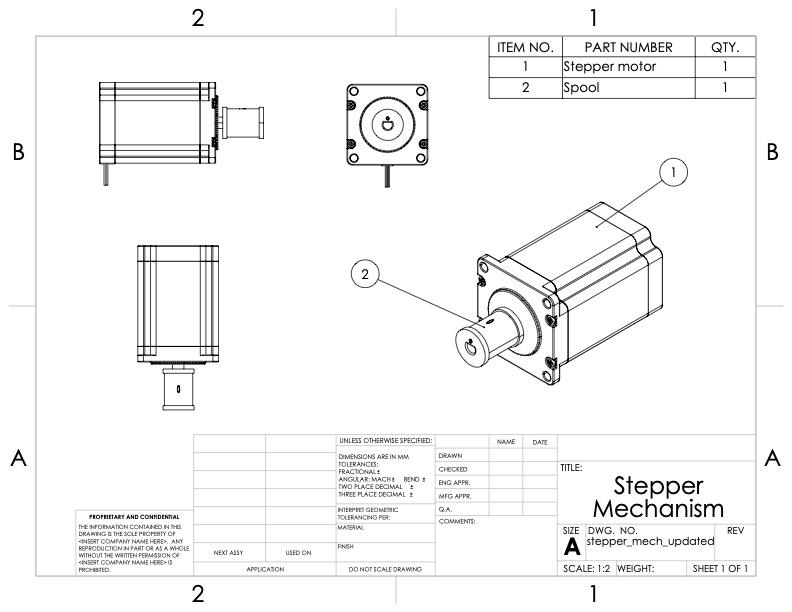 2 1
ITEM NO. PART NUMBER QTY.
1 Stepper motor 1
2 Spool 1
B B
1
2
A A
UNLESS OTHERWISE SPECIFIED:
DIMENSIONS ARE IN MM
TOLERANCES:
FRACTIONAL ±
ANGULAR: MACH ± BEND ±
TWO PLACE DECIMAL ±
THREE PLACE DECIMAL ±
INTERPRET GEOMETRIC
TOLERANCING PER:
MATERIAL
FINISH
DO NOT SCALE DRAWING
NAME DATE
DRAWN
CHECKED
ENG APPR.
MFG APPR.
Q.A.
COMMENTS:
TITLE:
Stepper
Mechanism
SIZE DWG. NO. REV
A stepper_mech_updated
SCALE: 1:2 WEIGHT: SHEET 1 OF 1
PROPRIETARY AND CONFIDENTIAL
THE INFORMATION CONTAINED IN THIS
DRAWING IS THE SOLE PROPERTY OF
<INSERT COMPANY NAME HERE>. ANY
REPRODUCTION IN PART OR AS A WHOLE
WITHOUT THE WRITTEN PERMISSION OF
<INSERT COMPANY NAME HERE> IS
PROHIBITED.
NEXT ASSY USED ON
APPLICATION
2 1